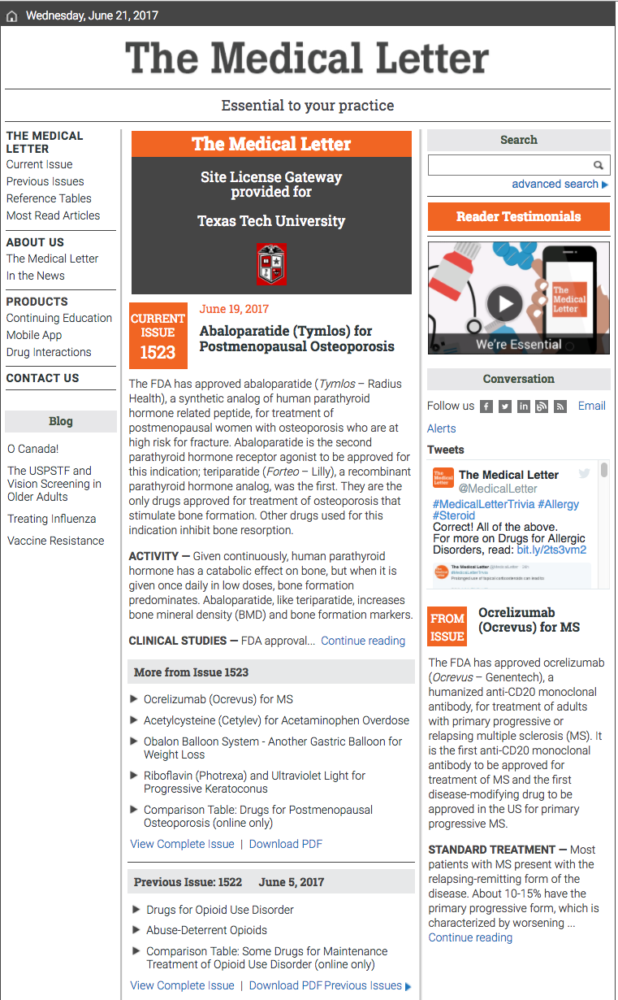 Wednesday, June 21, 2017
The Medical Letter
Essential to your practice
THE MEDICAL
LETTER
Current Issue
Previous Issues
Reference Tables
Most Read Articles
ABOUT US
The Medical Letter
In the News
PRODUCTS
Continuing Education
Mobile App
Drug Interactions
CONTACT US
Blog
O Canada!
The USPSTF and
Vision Screening in
Older Adults
Treating Influenza
Vaccine Resistance
The Medical Letter
Site License Gateway
provided for
Texas Tech University
CURRENT
ISSUE
1523
June 19, 2017
Abaloparatide (Tymlos) for
Postmenopausal Osteoporosis
The FDA has approved abaloparatide (Tymlos – Radius
Health), a synthetic analog of human parathyroid
hormone related peptide, for treatment of
postmenopausal women with osteoporosis who are at
high risk for fracture. Abaloparatide is the second
parathyroid hormone receptor agonist to be approved for
this indication; teriparatide (Forteo – Lilly), a recombinant
parathyroid hormone analog, was the first. They are the
only drugs approved for treatment of osteoporosis that
stimulate bone formation. Other drugs used for this
indication inhibit bone resorption.
ACTIVITY — Given continuously, human parathyroid
hormone has a catabolic effect on bone, but when it is
given once daily in low doses, bone formation
predominates. Abaloparatide, like teriparatide, increases
bone mineral density (BMD) and bone formation markers.
CLINICAL STUDIES — FDA approval... Continue reading
More from Issue 1523
Ocrelizumab (Ocrevus) for MS
Acetylcysteine (Cetylev) for Acetaminophen Overdose
Obalon Balloon System - Another Gastric Balloon for
Weight Loss
Riboflavin (Photrexa) and Ultraviolet Light for
Progressive Keratoconus
Comparison Table: Drugs for Postmenopausal
Osteoporosis (online only)
View Complete Issue | Download PDF
Previous Issue: 1522 June 5, 2017
Drugs for Opioid Use Disorder
Abuse-Deterrent Opioids
Comparison Table: Some Drugs for Maintenance
Treatment of Opioid Use Disorder (online only)
View Complete Issue | Download PDF Previous Issues
Search
advanced search
Reader Testimonials
The
Medical
Letter
We're Essential
Conversation
Follow us Email
Alerts
Tweets
The Medical Letter
@MedicalLetter
#MedicalLetterTrivia #Allergy
#Steroid
Correct! All of the above.
For more on Drugs for Allergic
Disorders, read: bit.ly/2ts3vm2
The Medical Letter @MedicalLetter · 24h
#MedicalLetterTrivia
Prolonged use of topical corticosteroids can lead to:
FROM
ISSUE
Ocrelizumab
(Ocrevus) for MS
The FDA has approved ocrelizumab
(Ocrevus – Genentech), a
humanized anti-CD20 monoclonal
antibody, for treatment of adults
with primary progressive or
relapsing multiple sclerosis (MS). It
is the first anti-CD20 monoclonal
antibody to be approved for
treatment of MS and the first
disease-modifying drug to be
approved in the US for primary
progressive MS.
STANDARD TREATMENT — Most
patients with MS present with the
relapsing-remitting form of the
disease. About 10-15% have the
primary progressive form, which is
characterized by worsening ...
Continue reading